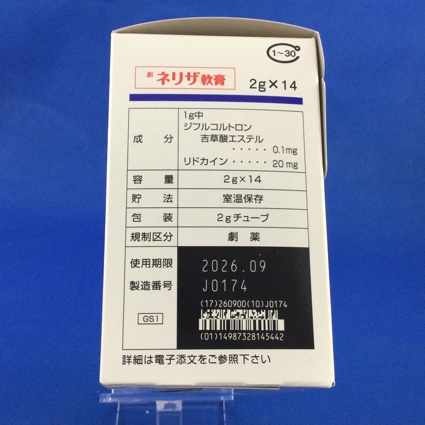 1~30°
劇 ネリザ軟膏 2g×14
成分
1g中
ジフルコルトロン
吉草酸エステル
・・・・・ 0.1mg
リドカイン・・・・・ 20mg
容量 2g×14
貯法 室温保存
包装 2gチューブ
規制区分 劇薬
使用期限 2026.09
製造番号 J0174
(17)260900(10)J0174
GS1
(01)14987328145442
詳細は電子添文をご参照下さい